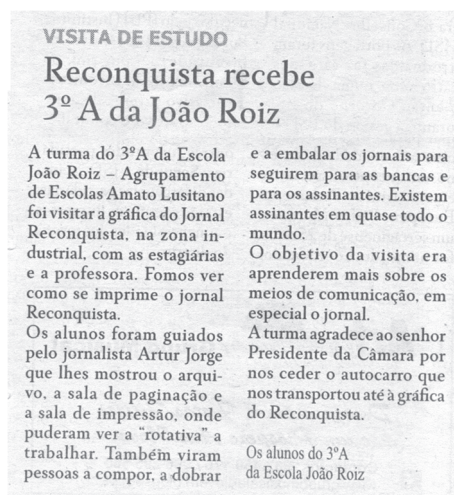 VISITA DE ESTUDO
Reconquista recebe
3º A da João Roiz
A turma do 3ºA da Escola
João Roiz – Agrupamento
de Escolas Amato Lusitano
foi visitar a gráfica do Jornal
Reconquista, na zona in-
dustrial, com as estagiárias
e a professora. Fomos ver
como se imprime o jornal
Reconquista.
Os alunos foram guiados
pelo jornalista Artur Jorge
que lhes mostrou o arqui-
vo, a sala de paginação e
a sala de impressão, onde
puderam ver a "rotativa" a
trabalhar. Também viram
pessoas a compor, a dobrar
e a embalar os jornais para
seguirem para as bancas e
para os assinantes. Existem
assinantes em quase todo o
mundo.
O objetivo da visita era
aprenderem mais sobre os
meios de comunicação, em
especial o jornal.
A turma agradece ao senhor
Presidente da Câmara por
nos ceder o autocarro que
nos transportou até à gráfica
do Reconquista.
Os alunos do 3ºA
da Escola João Roiz